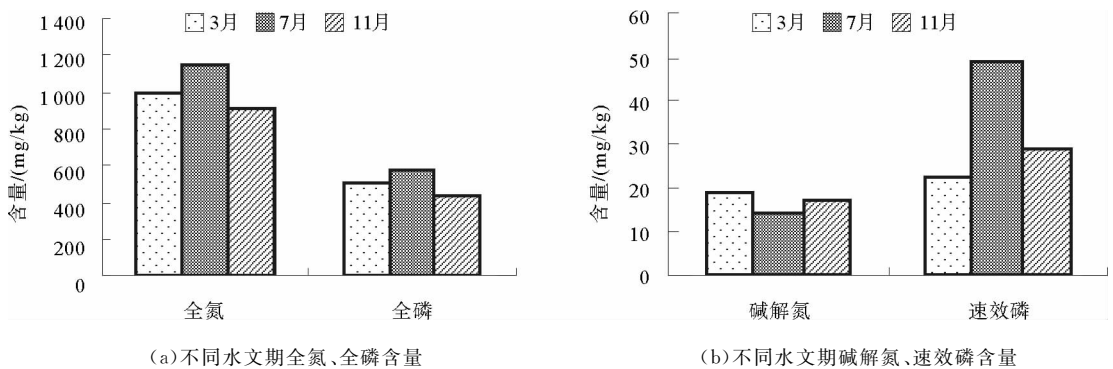 3月 7月 11月
1 400
1 200
1 000
800
600
400
200
0
含量/(mg/kg)
全氮 全磷
(a)不同水文期全氮、全磷含量
3月 7月 11月
60
50
40
30
20
10
0
含量/(mg/kg)
碱解氮 速效磷
(b)不同水文期碱解氮、速效磷含量